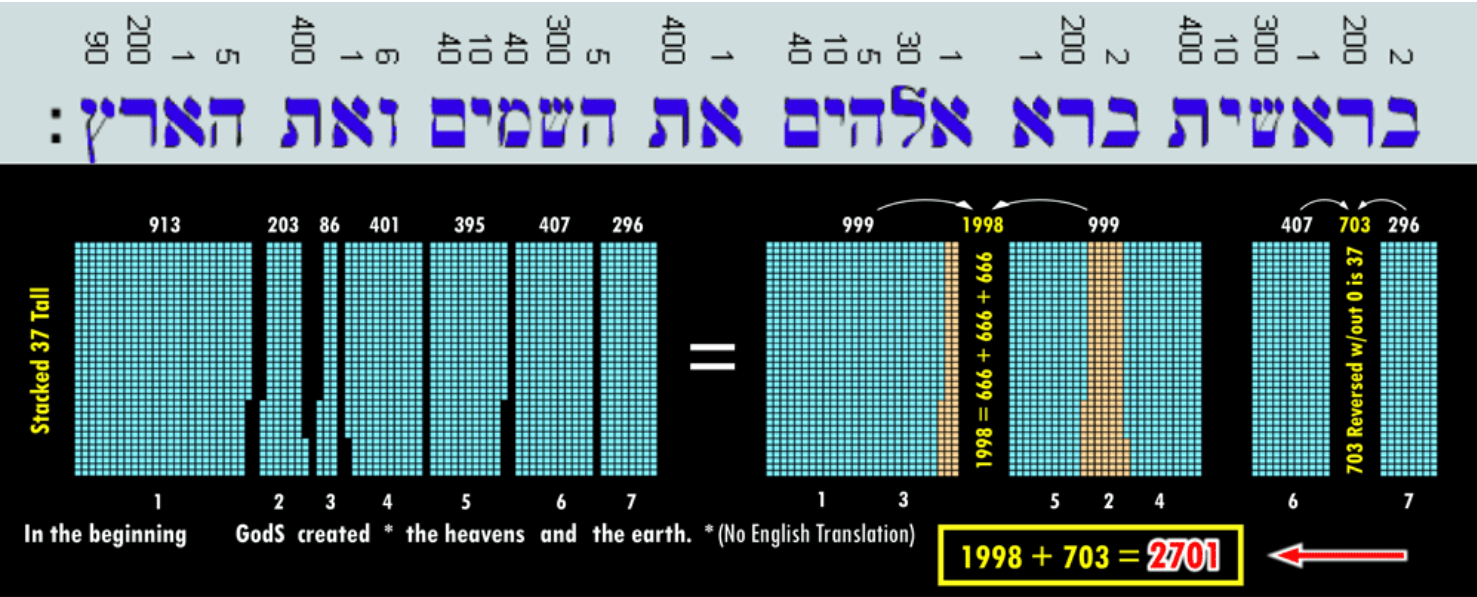 90 200 1 5 400 1 6 40 10 40 300 5 400 1 40 10 5 30 1 1 200 2 400 10 300 1 200 2
בראשית ברא אלהים את השמים ואת הארץ:
913 203 86 401 395 407 296
Stacked 37 Tall
1 2 3 4 5 6 7
=
999 1998 999
1998 = 666 + 666 + 666
1 3 5 2 4
407 703 296
703 Reversed w/out 0 is 37
6 7
In the beginning GodS created * the heavens and the earth. * (No English Translation)
1998 + 703 = 2701